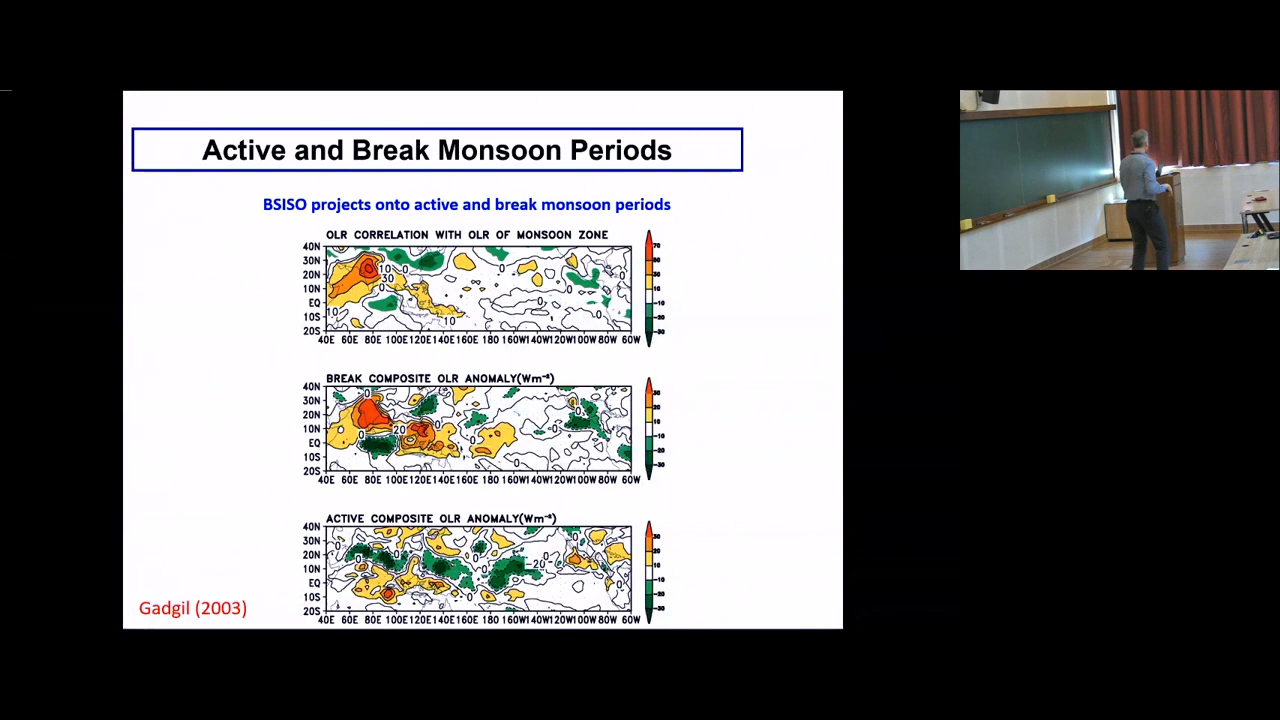 Active and Break Monsoon Periods
BSISO projects onto active and break monsoon periods
OLR CORRELATION WITH OLR OF MONSOON ZONE
40N
30N
20N
10N
EQ
10S
20S
40E 60E 80E 100E 120E 140E 160E 180 160W 140W 120W 100W 80W 60W
BREAK COMPOSITE OLR ANOMALY(Wm⁻²)
40N
30N
20N
10N
EQ
10S
20S
40E 60E 80E 100E 120E 140E 160E 180 160W 140W 120W 100W 80W 60W
ACTIVE COMPOSITE OLR ANOMALY(Wm⁻²)
40N
30N
20N
10N
EQ
10S
20S
40E 60E 80E 100E 120E 140E 160E 180 160W 140W 120W 100W 80W 60W
Gadgil (2003)